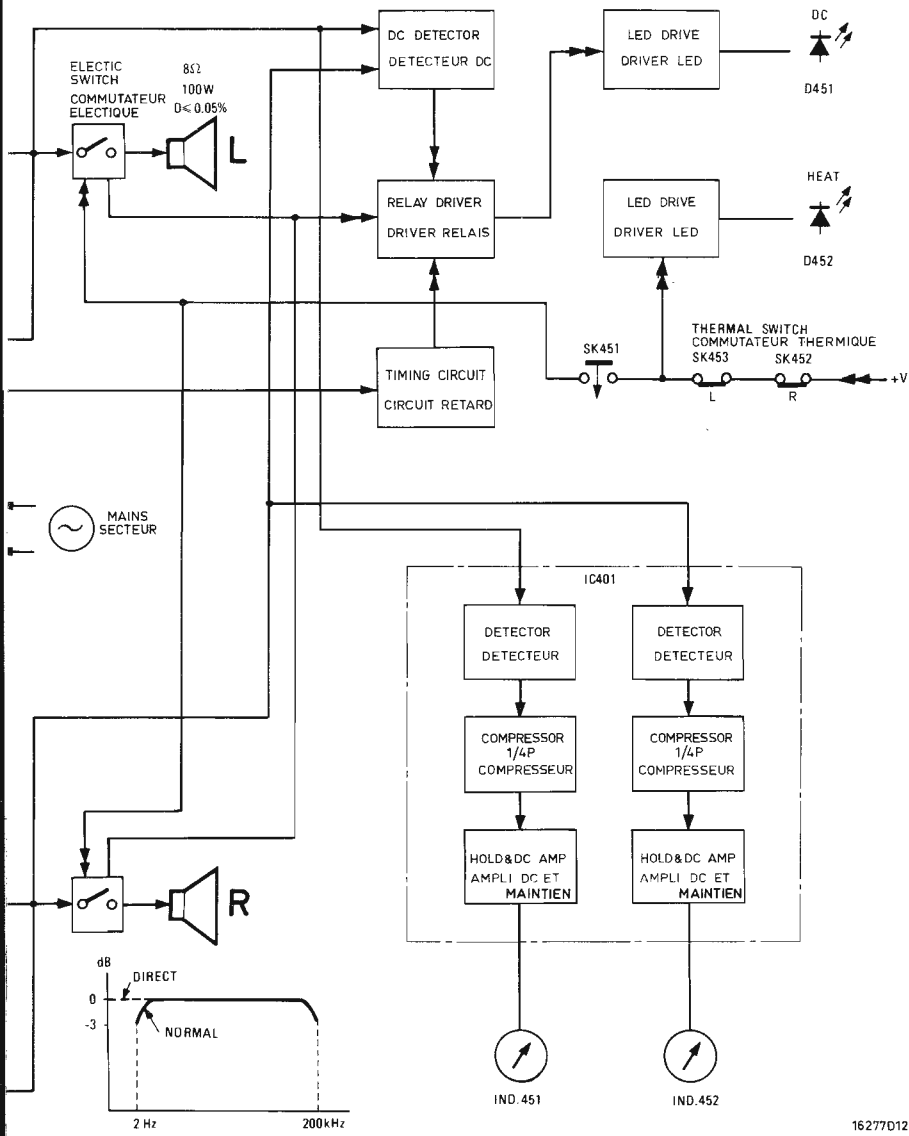 DC DETECTOR
DETECTEUR DC
LED DRIVE
DRIVER LED
DC
D451
ELECTIC
SWITCH
COMMUTATEUR
ELECTIQUE
8Ω
100W
D≤0.05%
L
RELAY DRIVER
DRIVER RELAIS
LED DRIVE
DRIVER LED
HEAT
D452
TIMING CIRCUIT
CIRCUIT RETARD
SK451
THERMAL SWITCH
COMMUTATEUR THERMIQUE
SK453
SK452
L
R
+V
MAINS
SECTEUR
IC401
DETECTOR
DETECTEUR
DETECTOR
DETECTEUR
COMPRESSOR
1/4P
COMPRESSEUR
COMPRESSOR
1/4P
COMPRESSEUR
HOLD&DC AMP
AMPLI DC ET
MAINTIEN
HOLD&DC AMP
AMPLI DC ET
MAINTIEN
R
dB
0
-3
DIRECT
NORMAL
2 Hz
200kHz
IND.451
IND.452
16277D12